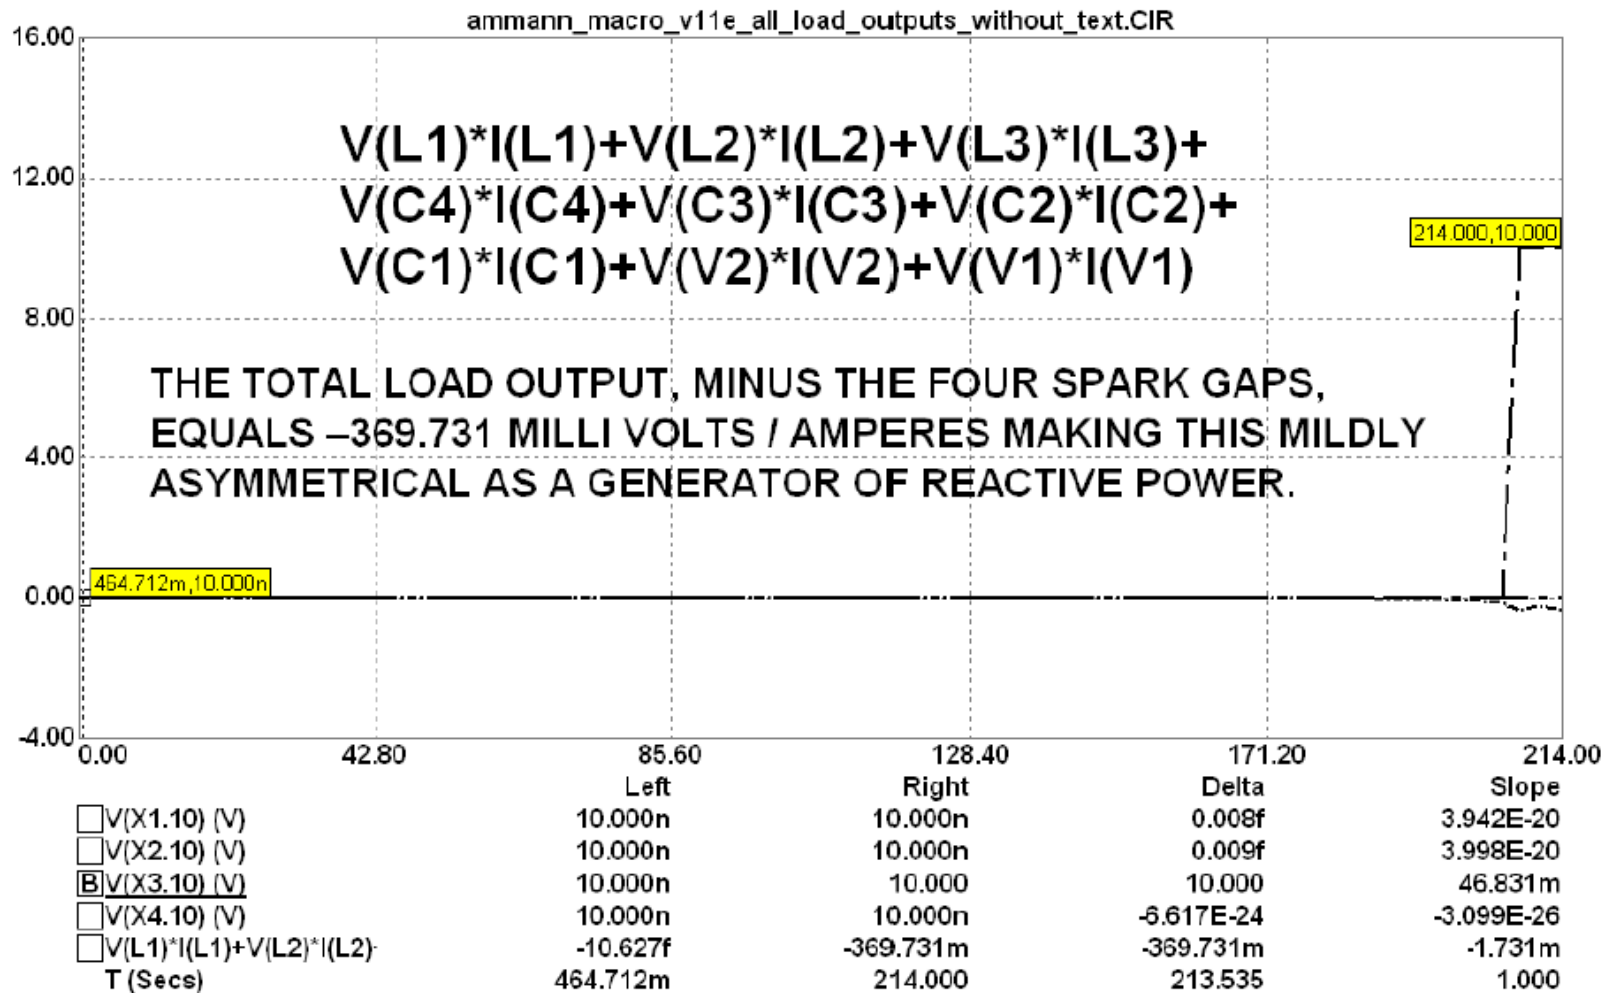 ammann_macro_v11e_all_load_outputs_without_text.CIR
16.00
V(L1)*I(L1)+V(L2)*I(L2)+V(L3)*I(L3)+
12.00
V(C4)*I(C4)+V(C3)*I(C3)+V(C2)*I(C2)+
214.000,10.000
V(C1)*I(C1)+V(V2)*I(V2)+V(V1)*I(V1)
8.00
THE TOTAL LOAD OUTPUT, MINUS THE FOUR SPARK GAPS,
EQUALS –369.731 MILLI VOLTS / AMPERES MAKING THIS MILDLY
4.00
ASYMMETRICAL AS A GENERATOR OF REACTIVE POWER.
464.712m,10.000n
0.00
-4.00
0.00 42.80 85.60 128.40 171.20 214.00
Left Right Delta Slope
V(X1.10) (V) 10.000n 10.000n 0.008f 3.942E-20
V(X2.10) (V) 10.000n 10.000n 0.009f 3.998E-20
B V(X3.10) (V) 10.000n 10.000 10.000 46.831m
V(X4.10) (V) 10.000n 10.000n -6.617E-24 -3.099E-26
V(L1)*I(L1)+V(L2)*I(L2)- -10.627f -369.731m -369.731m -1.731m
T (Secs) 464.712m 214.000 213.535 1.000